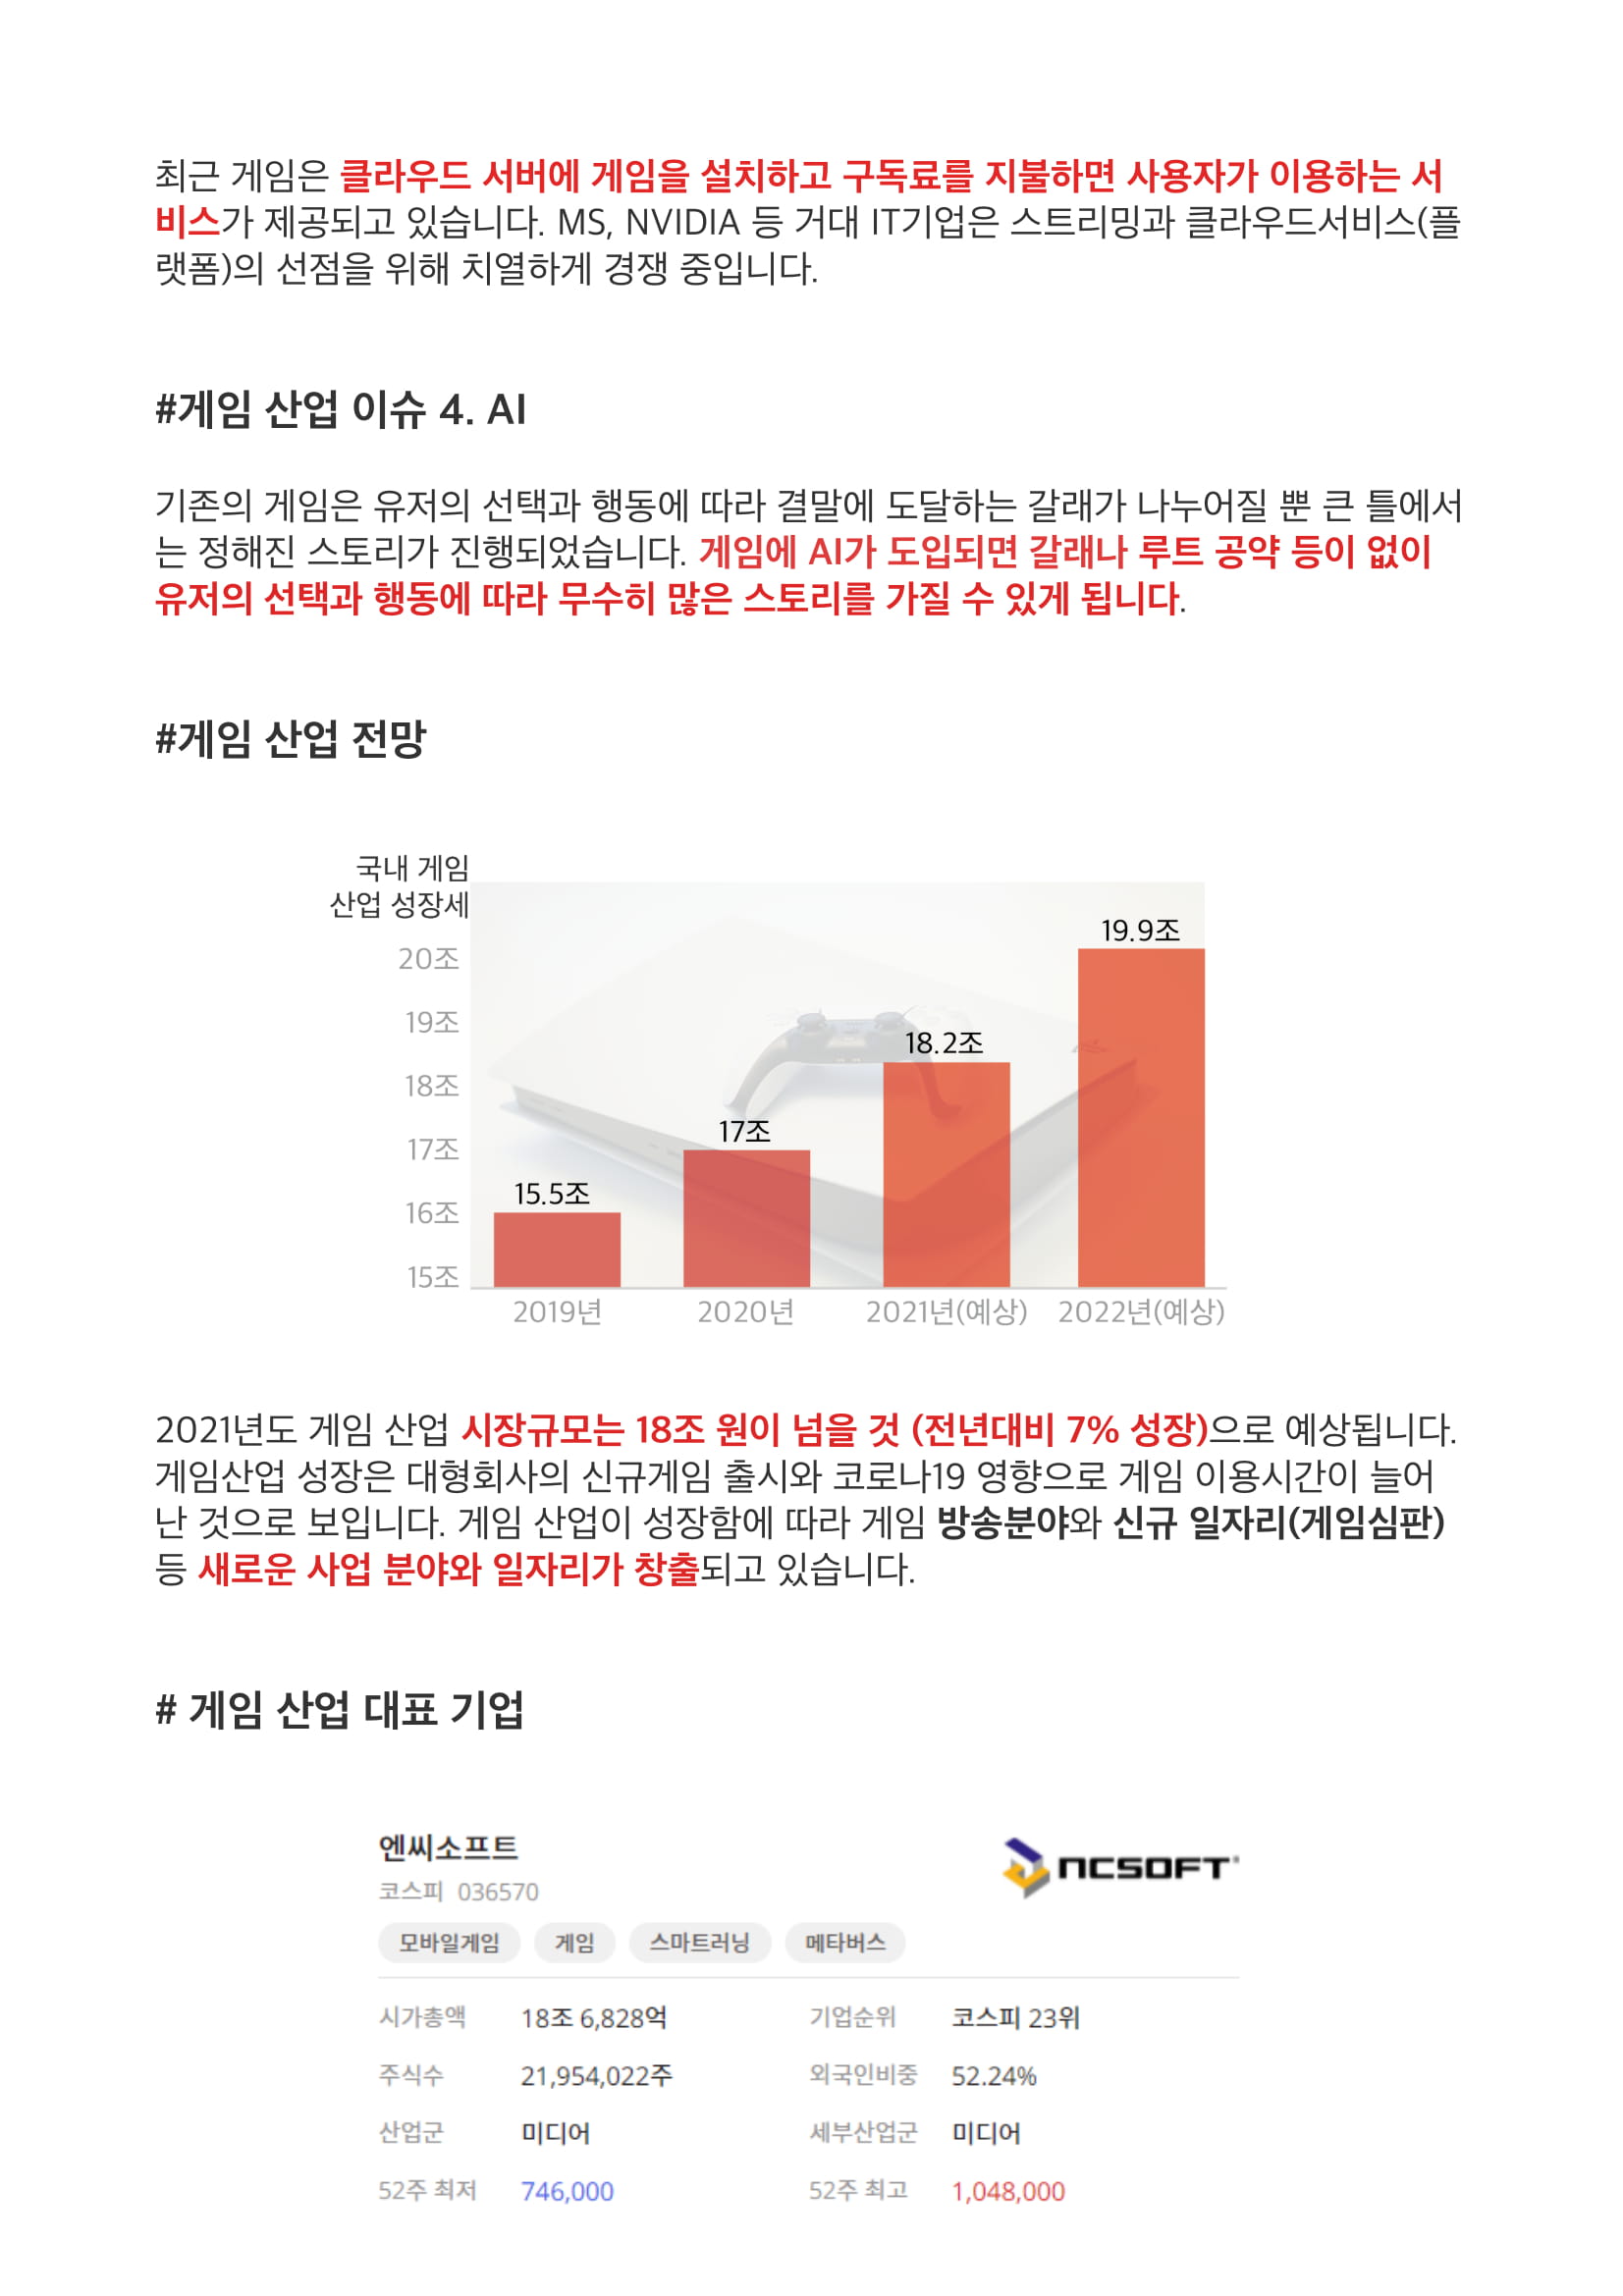 최근 게임은 클라우드 서버에 게임을 설치하고 구독료를 지불하면 사용자가 이용하는 서
비스가 제공되고 있습니다. MS, NVIDIA 등 거대 IT기업은 스트리밍과 클라우드서비스(플
랫폼)의 선점을 위해 치열하게 경쟁 중입니다.
#게임 산업 이슈 4. AI
기존의 게임은 유저의 선택과 행동에 따라 결말에 도달하는 갈래가 나누어질 뿐 큰 틀에서
는 정해진 스토리가 진행되었습니다. 게임에 AI가 도입되면 갈래나 루트 공약 등이 없이
유저의 선택과 행동에 따라 무수히 많은 스토리를 가질 수 있게 됩니다.
#게임 산업 전망
국내 게임
산업 성장세
20조
19조
18조
17조
16조
15조
15.5조
17조
18.2조
19.9조
2019년 2020년 2021년(예상) 2022년(예상)
2021년도 게임 산업 시장규모는 18조 원이 넘을 것 (전년대비 7% 성장)으로 예상됩니다.
게임산업 성장은 대형회사의 신규게임 출시와 코로나19 영향으로 게임 이용시간이 늘어
난 것으로 보입니다. 게임 산업이 성장함에 따라 게임 방송분야와 신규 일자리(게임심판)
등 새로운 사업 분야와 일자리가 창출되고 있습니다.
# 게임 산업 대표 기업
엔씨소프트
NCSOFT
코스피 036570
모바일게임 게임 스마트러닝 메타버스
시가총액 18조 6,828억 기업순위 코스피 23위
주식수 21,954,022주 외국인비중 52.24%
산업군 미디어 세부산업군 미디어
52주 최저 746,000 52주 최고 1,048,000